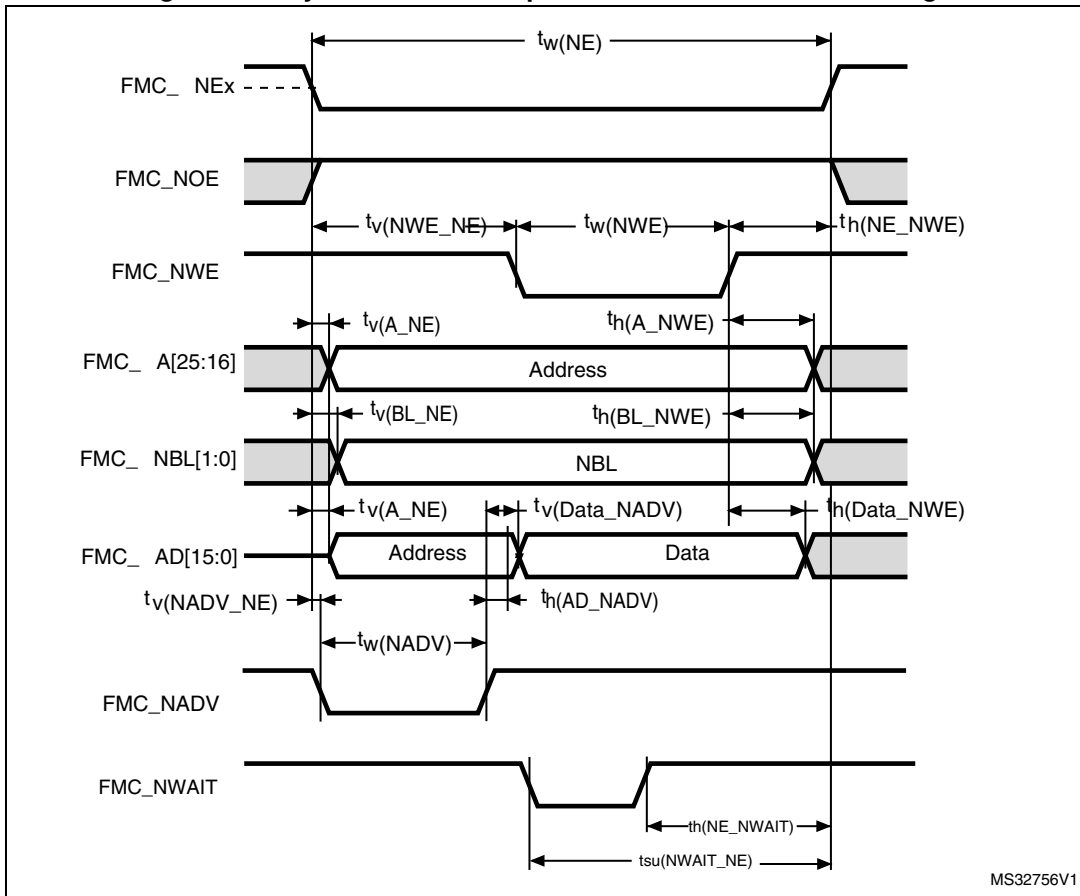 tw(NE)
FMC_ NEx
FMC_NOE
tv(NWE_NE) tw(NWE) th(NE_NWE)
FMC_NWE
tv(A_NE) th(A_NWE)
FMC_ A[25:16] Address
tv(BL_NE) th(BL_NWE)
FMC_ NBL[1:0] NBL
tv(A_NE) tv(Data_NADV) th(Data_NWE)
FMC_ AD[15:0] Address Data
tv(NADV_NE) th(AD_NADV)
tw(NADV)
FMC_NADV
FMC_NWAIT
th(NE_NWAIT)
tsu(NWAIT_NE)
MS32756V1